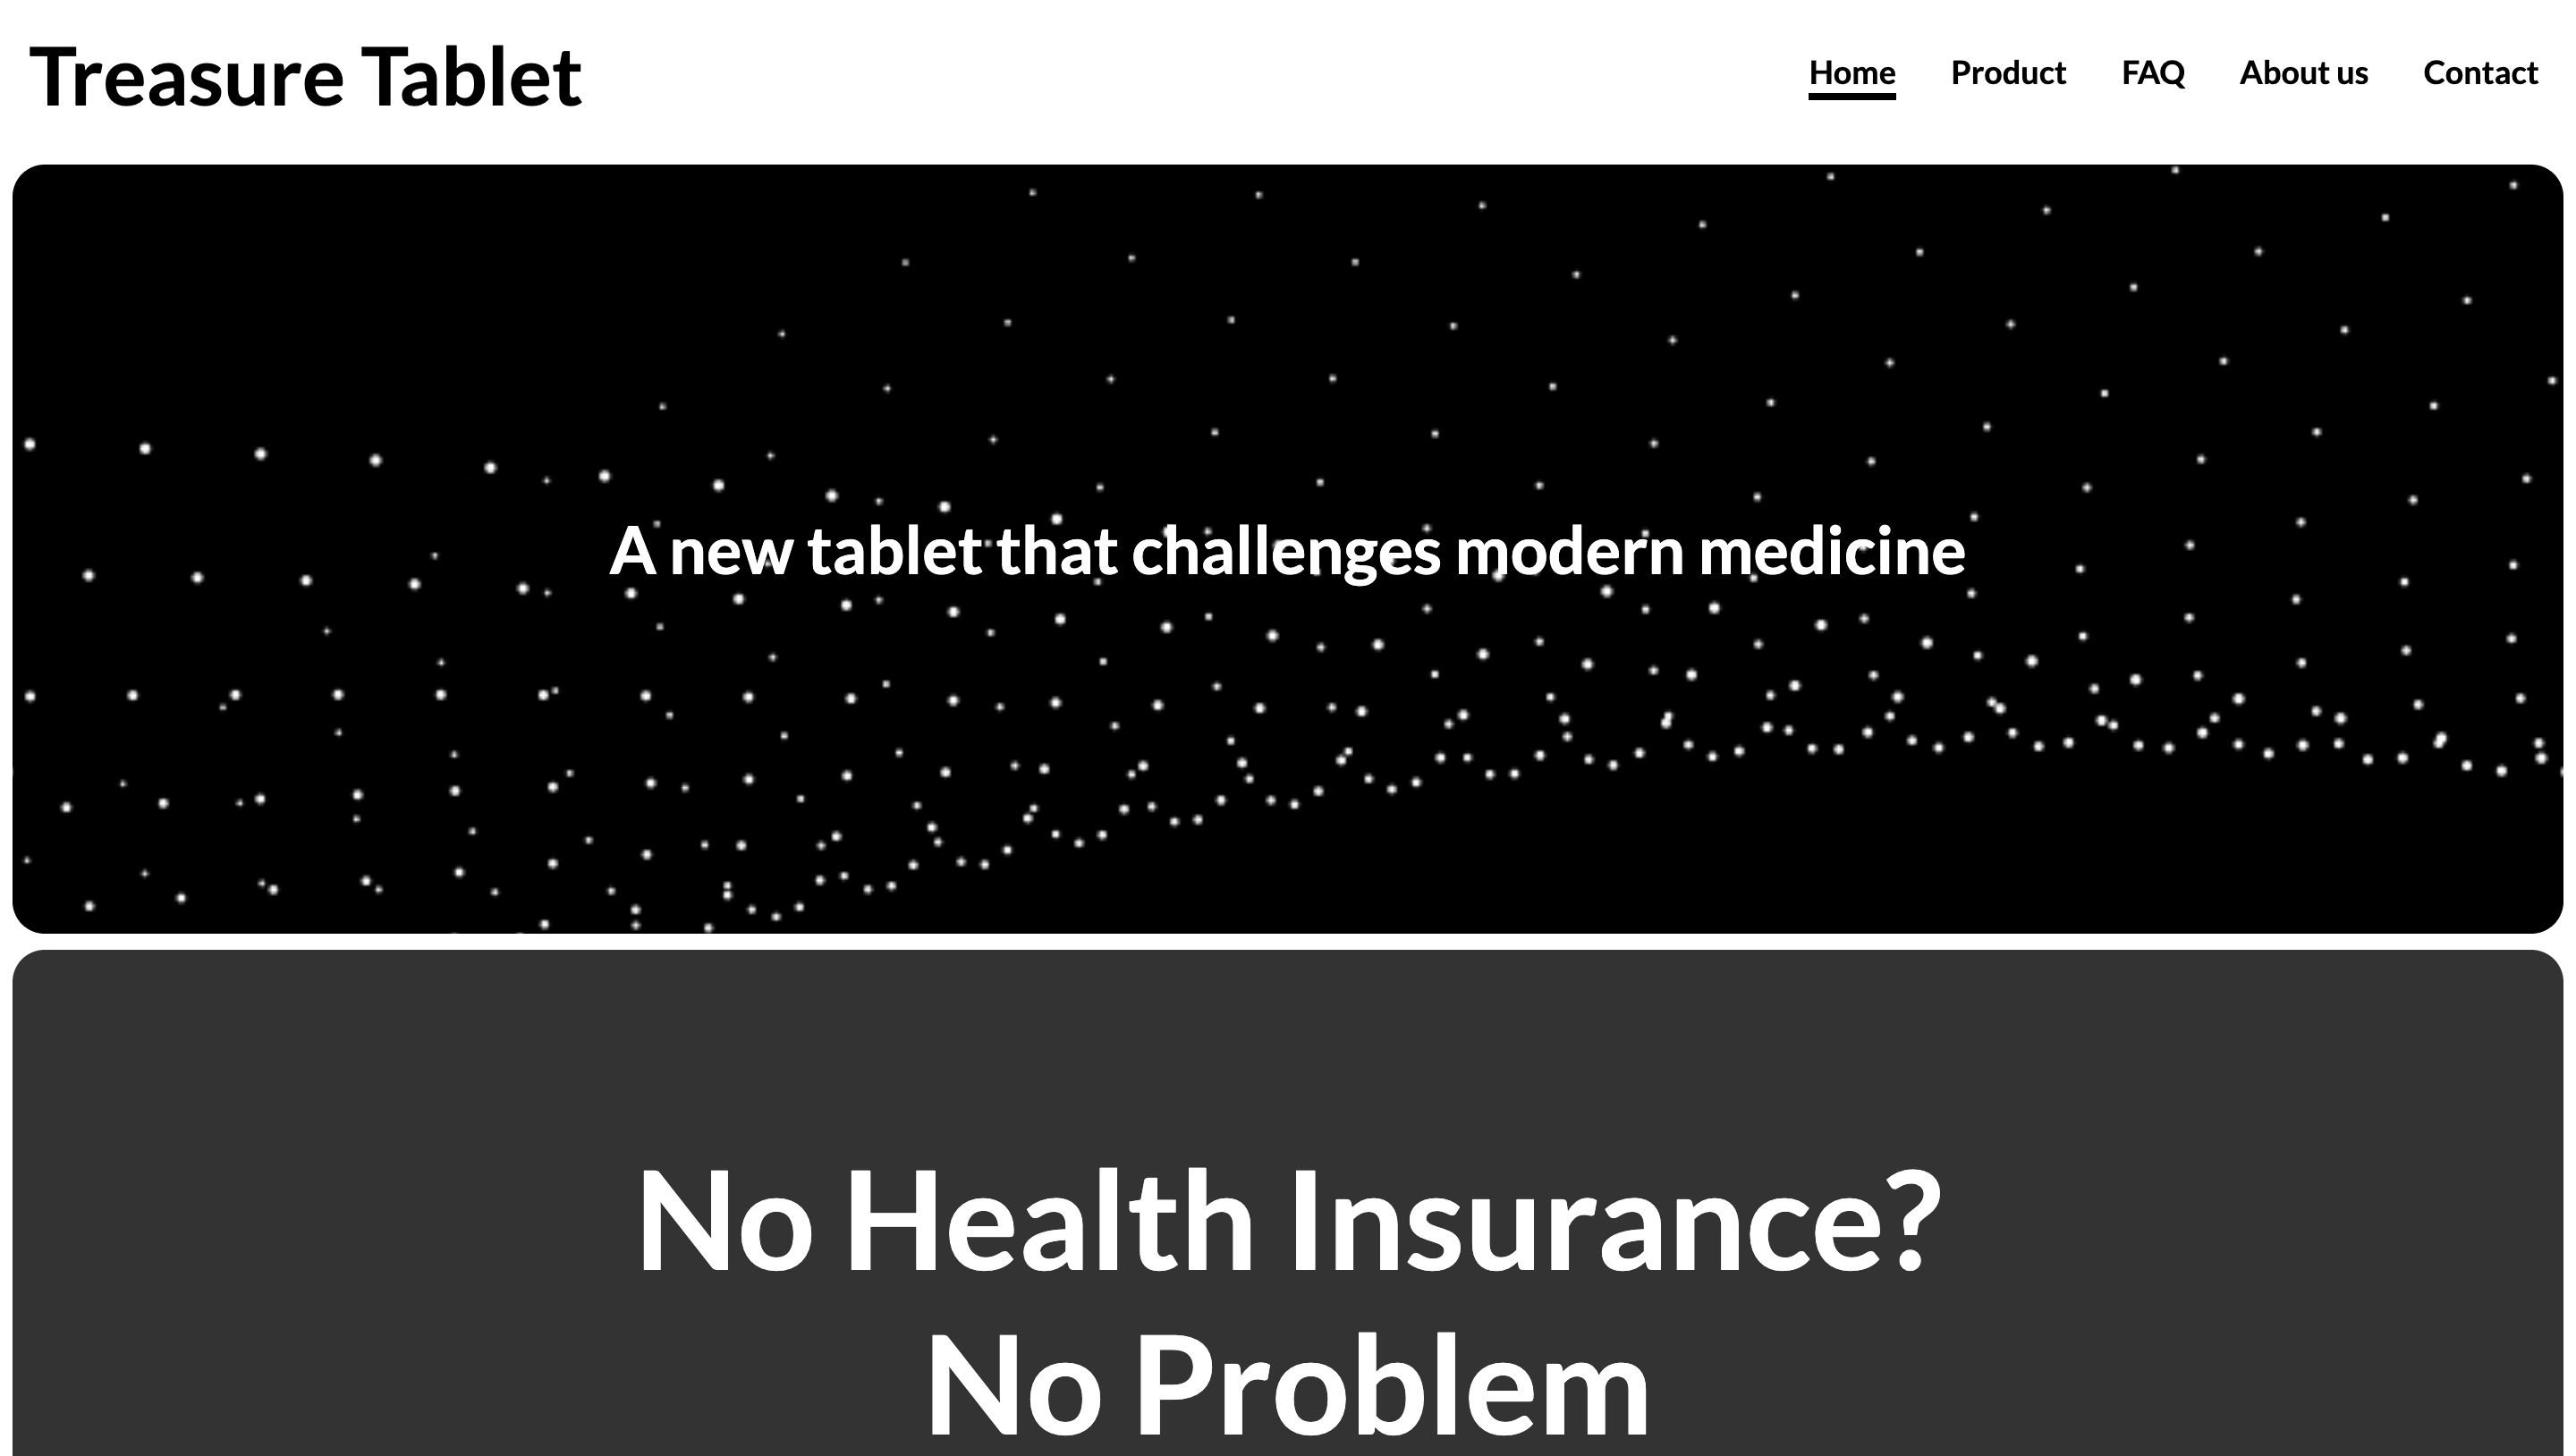 Treasure Tablet
Home Product FAQ About us Contact
A new tablet that challenges modern medicine
No Health Insurance?
No Problem